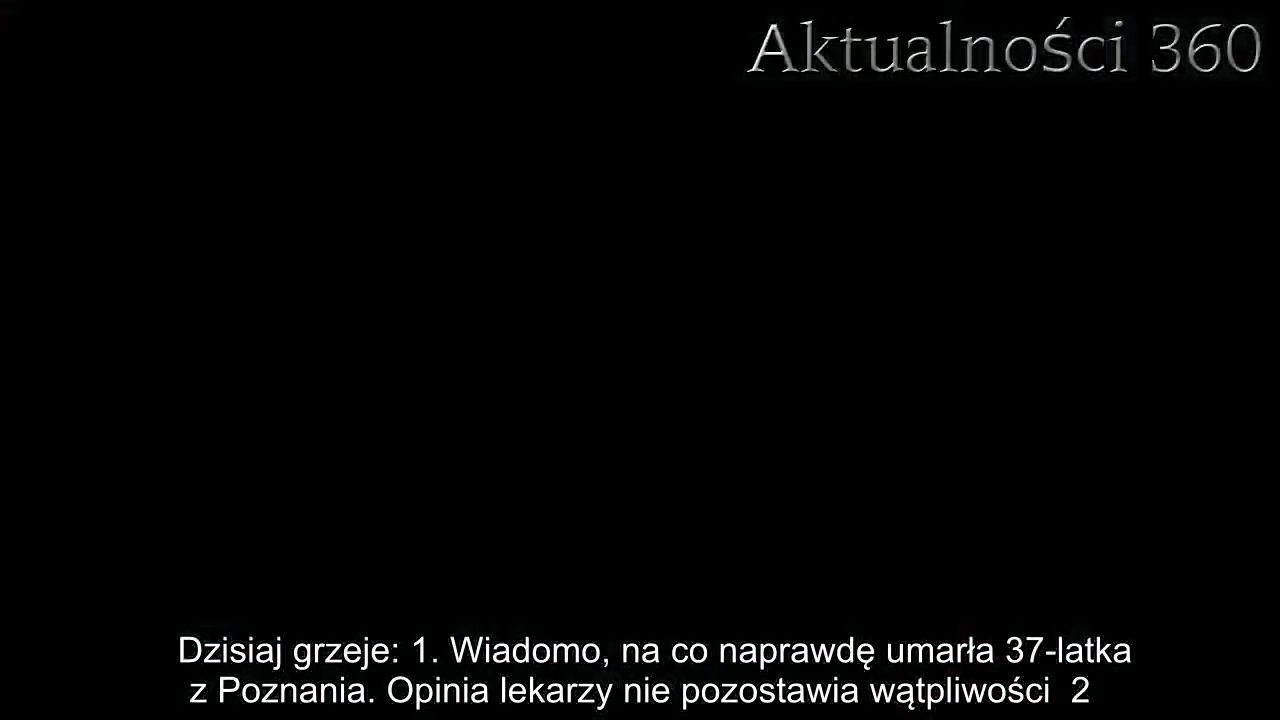 Aktualności 360
Dzisiaj grzeje: 1. Wiadomo, na co naprawdę umarła 37-latka
z Poznania. Opinia lekarzy nie pozostawia wątpliwości  2